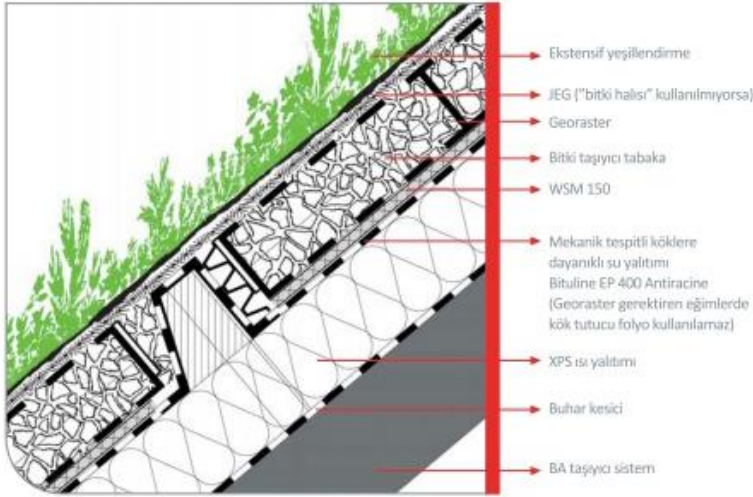 Ekstensif yeşillendirme
JEG ("bitki halısı" kullanılmıyorsa)
Georaster
Bitki taşıyıcı tabaka
WSM 150
Mekanik tespitli köklere
dayanıklı su yalıtımı
Bituline EP 400 Antiracine
(Georaster gerektiren eğimlerde
kök tutucu folyo kullanılamaz)
XPS ısı yalıtımı
Buhar kesici
BA taşıyıcı sistem